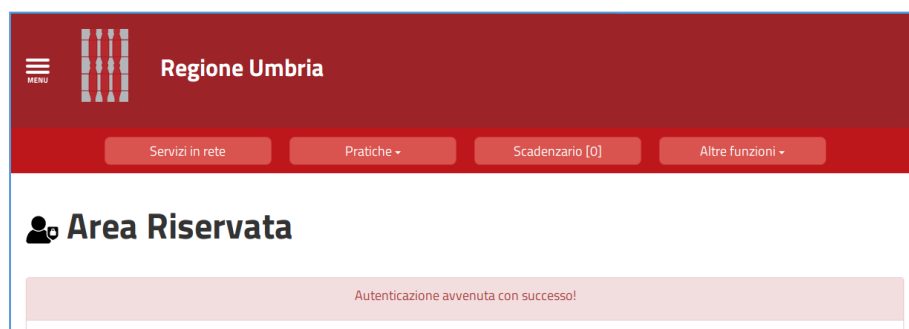 MENU
Regione Umbria
Servizi in rete
Pratiche
Scadenzario [0]
Altre funzioni
Area Riservata
Autenticazione avvenuta con successo!